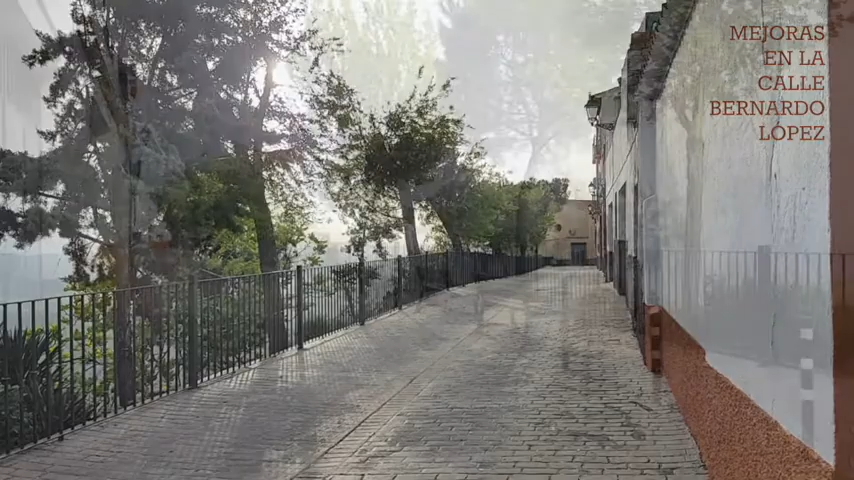 MEJORAS
EN LA
CALLE
BERNARDO
LÓPEZ